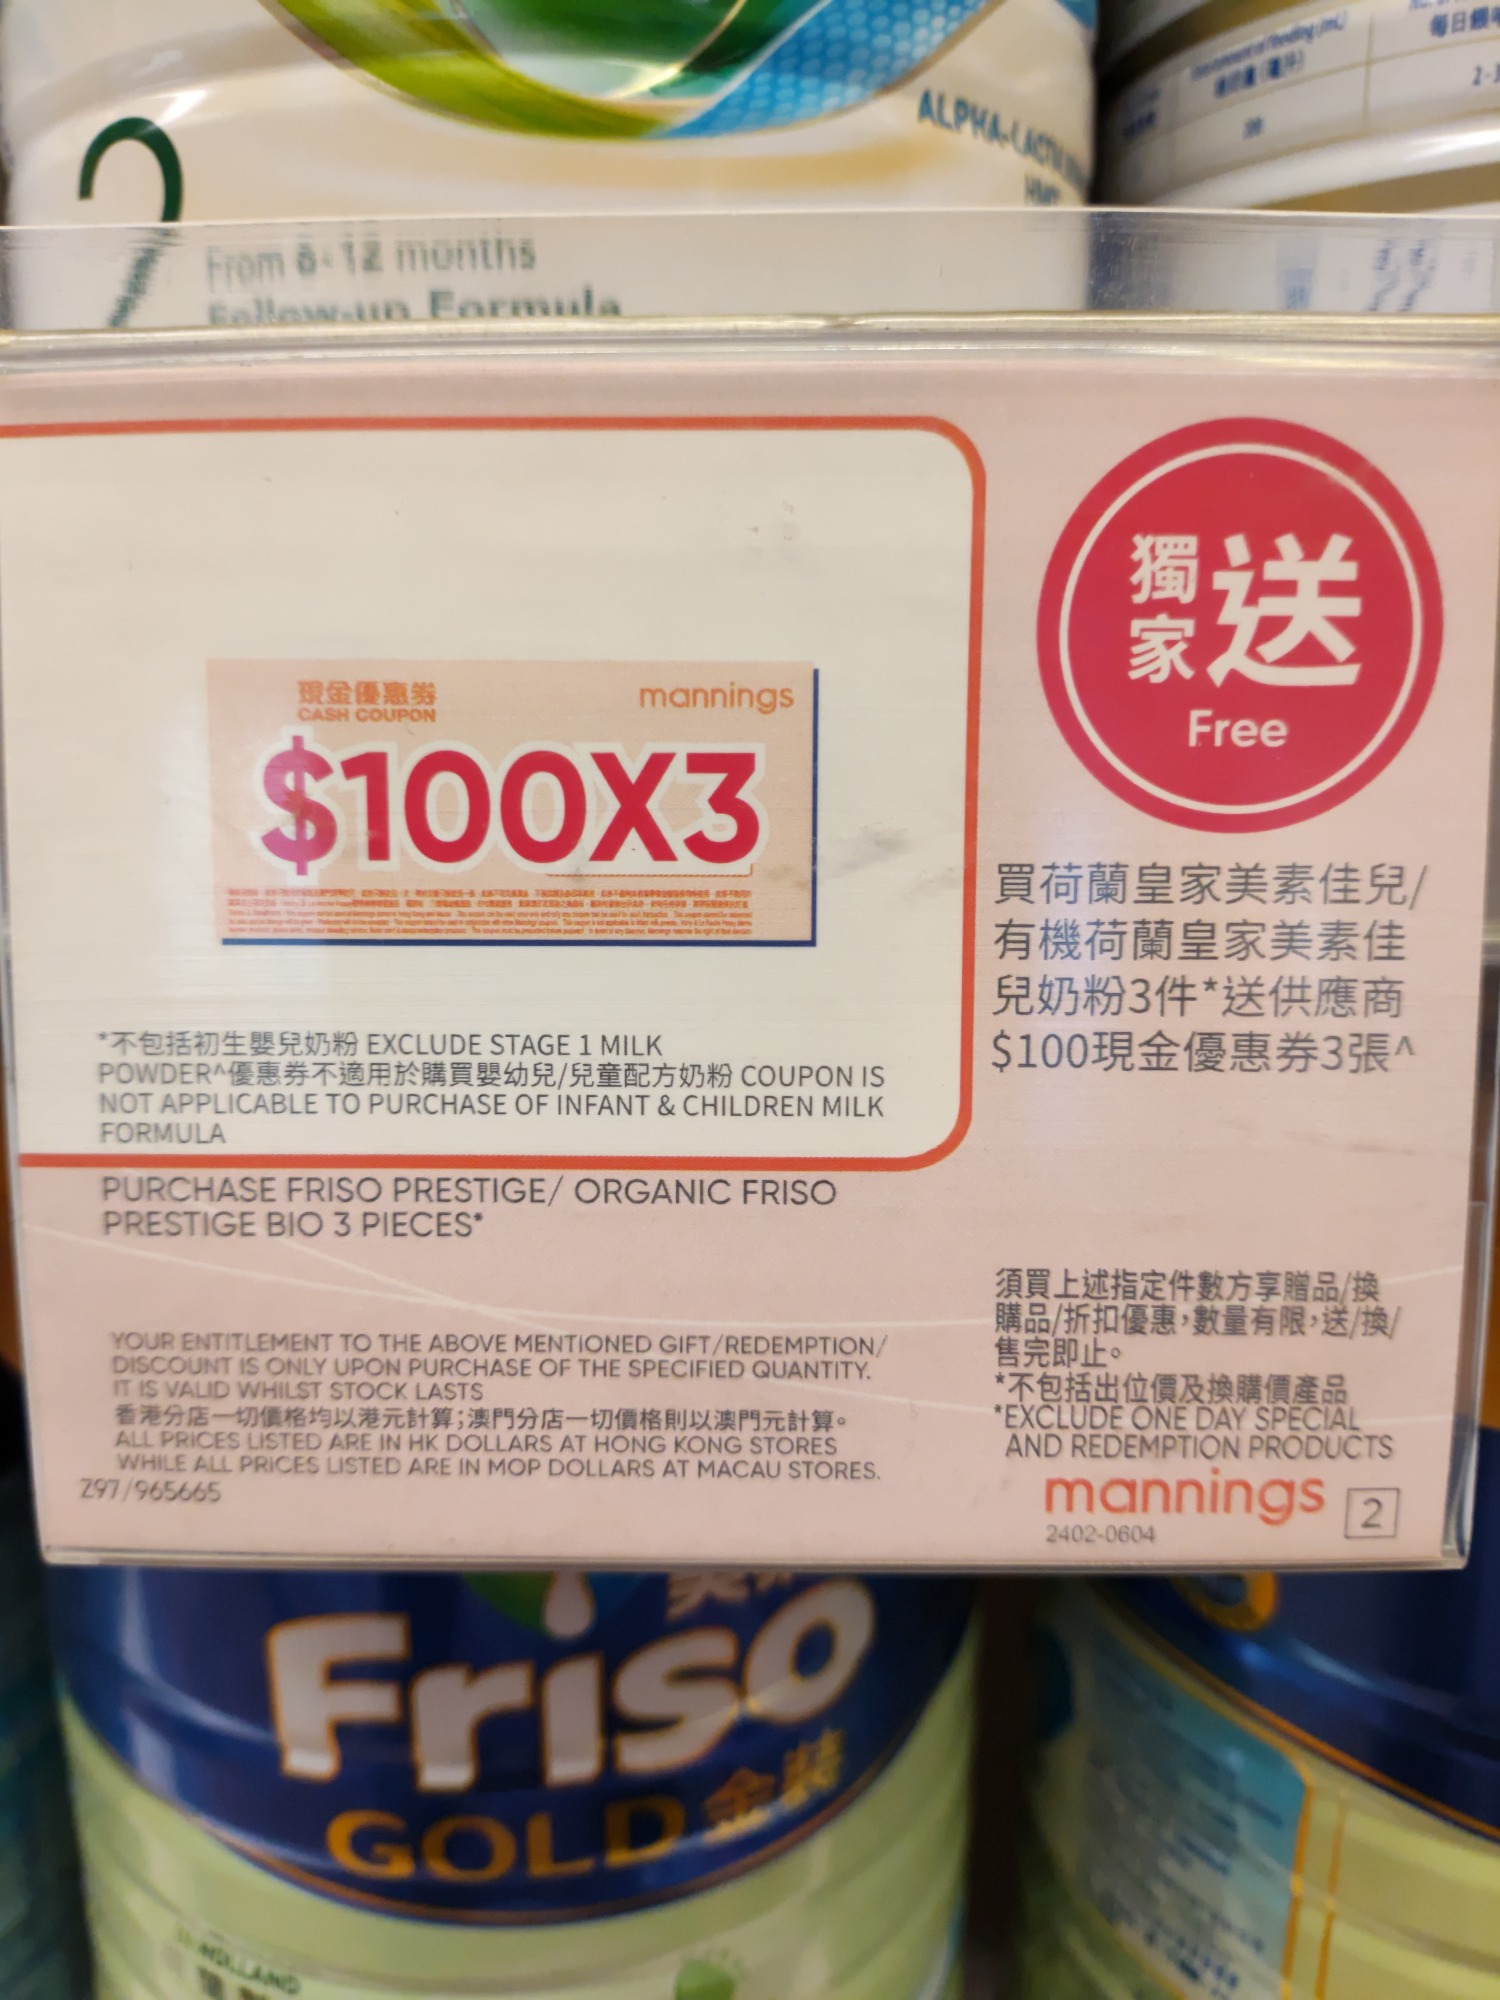 2
ALPHA-LACT
From 6-12 months
Follow-up Formula
獨家送
Free
現金優惠券
CASH COUPON
mannings
$100X3
買荷蘭皇家美素佳兒/
有機荷蘭皇家美素佳
兒奶粉3件*送供應商
$100現金優惠券3張^
*不包括初生嬰兒奶粉 EXCLUDE STAGE 1 MILK
POWDER^優惠券不適用於購買嬰幼兒/兒童配方奶粉 COUPON IS
NOT APPLICABLE TO PURCHASE OF INFANT & CHILDREN MILK
FORMULA
PURCHASE FRISO PRESTIGE/ ORGANIC FRISO
PRESTIGE BIO 3 PIECES*
YOUR ENTITLEMENT TO THE ABOVE MENTIONED GIFT/REDEMPTION/
DISCOUNT IS ONLY UPON PURCHASE OF THE SPECIFIED QUANTITY.
IT IS VALID WHILST STOCK LASTS
香港分店一切價格均以港元計算;澳門分店一切價格則以澳門元計算。
ALL PRICES LISTED ARE IN HK DOLLARS AT HONG KONG STORES
WHILE ALL PRICES LISTED ARE IN MOP DOLLARS AT MACAU STORES.
Z97/965665
須買上述指定件數方享贈品/換
購品/折扣優惠,數量有限,送/換/
售完即止。
*不包括出位價及換購價產品
*EXCLUDE ONE DAY SPECIAL
AND REDEMPTION PRODUCTS
mannings 2
2402-0604
Friso
GOLD金裝
HOLLAND